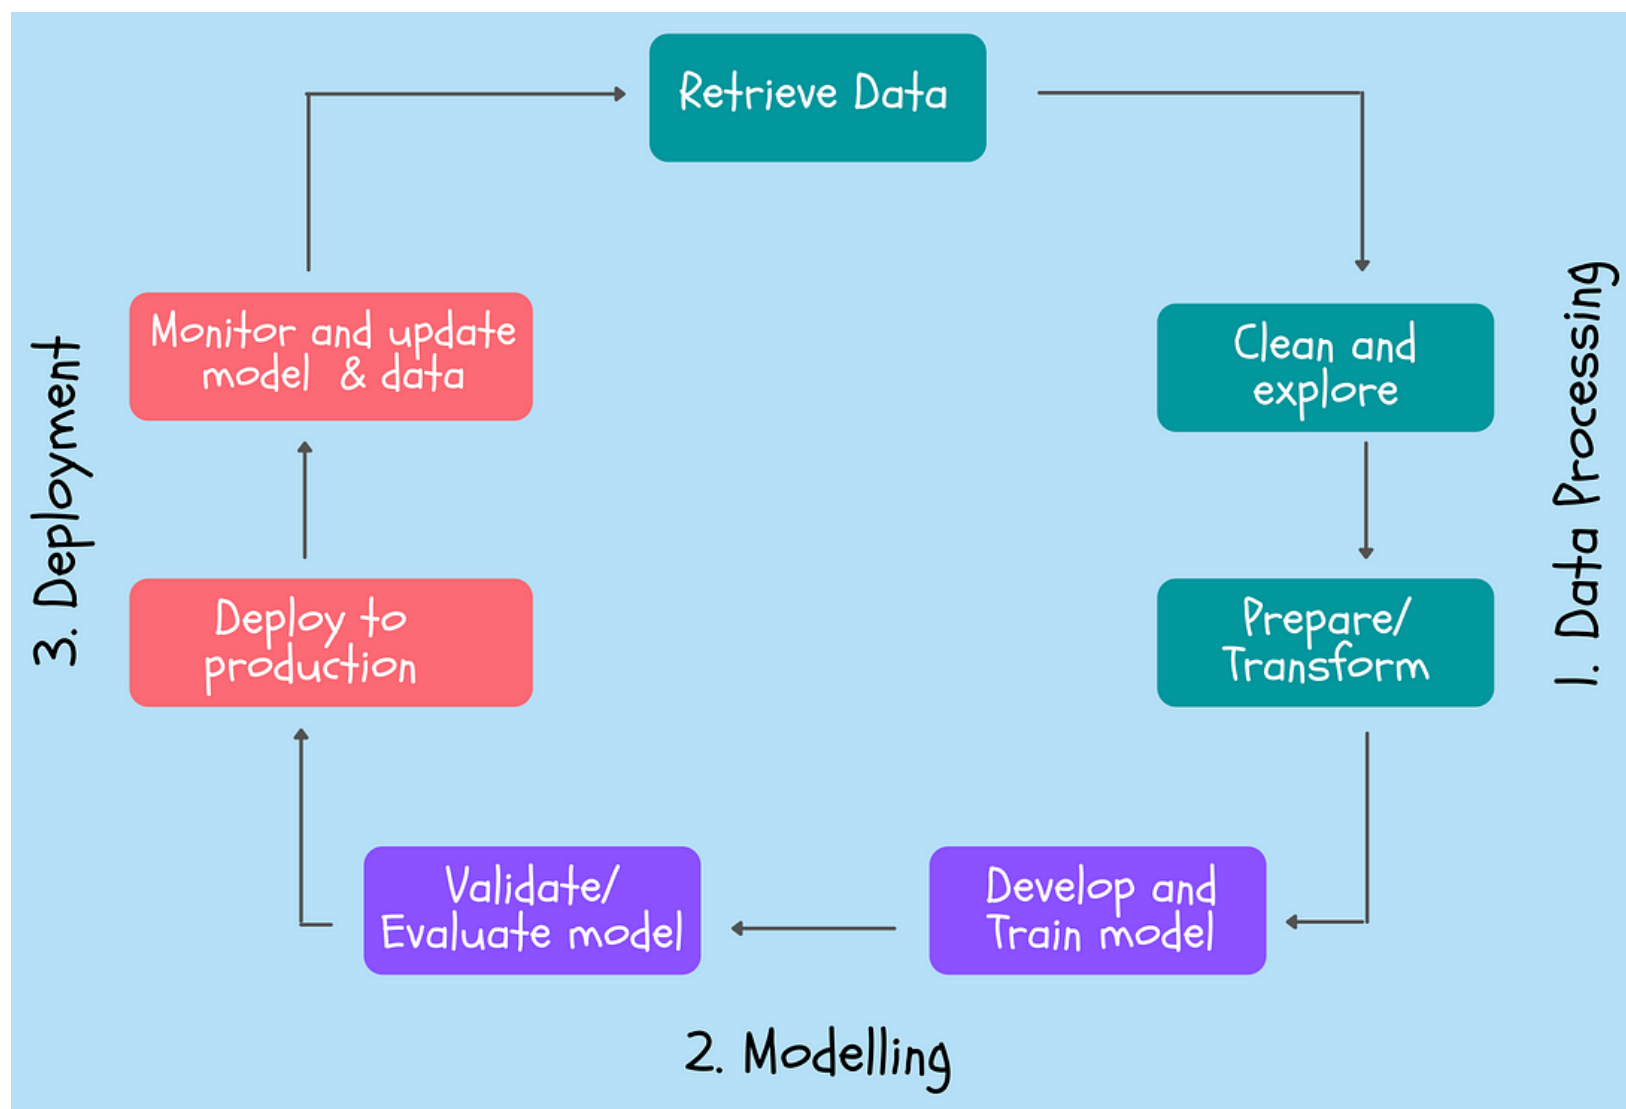 Retrieve Data
Clean and
explore
Prepare/
Transform
1. Data Processing
Develop and
Train model
Validate/
Evaluate model
2. Modelling
Deploy to
production
Monitor and update
model & data
3. Deployment